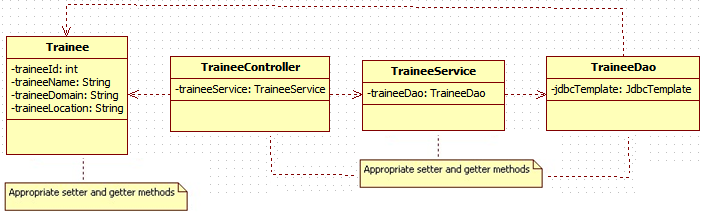 Trainee
-traineeId: int
-traineeName: String
-traineeDomain: String
-traineeLocation: String
TraineeController
-traineeService: TraineeService
TraineeService
-traineeDao: TraineeDao
TraineeDao
-jdbcTemplate: JdbcTemplate
Appropriate setter and getter methods
Appropriate setter and getter methods